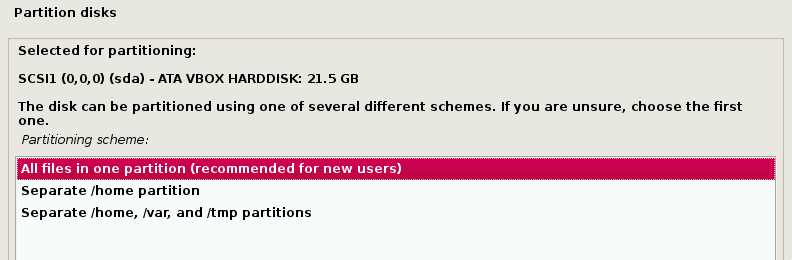 Partition disks
Selected for partitioning:
SCSI1 (0,0,0) (sda) - ATA VBOX HARDDISK: 21.5 GB
The disk can be partitioned using one of several different schemes. If you are unsure, choose the first
one.
Partitioning scheme:
All files in one partition (recommended for new users)
Separate /home partition
Separate /home, /var, and /tmp partitions